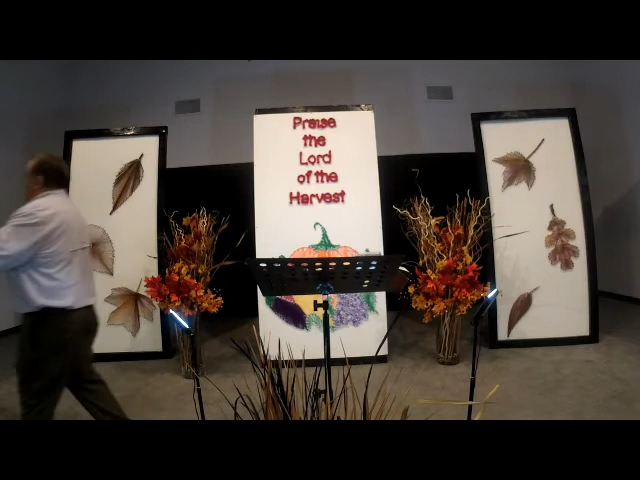 Praise
the
Lord
of the
Harvest